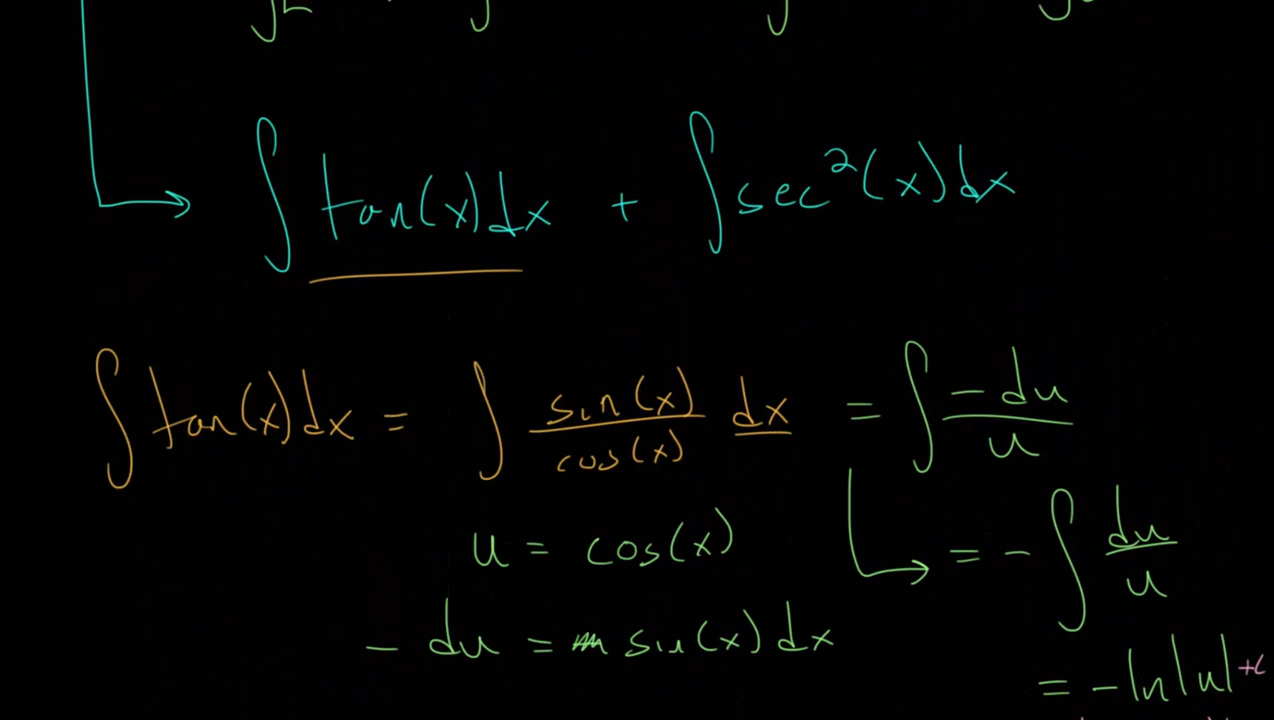 ∫ tan(x)dx + ∫ sec²(x)dx
∫ tan(x)dx = ∫ sin(x)/cos(x) dx = ∫ -du/u
u = cos(x)
= - ∫ du/u
- du = sin(x)dx
= -ln|u| +C